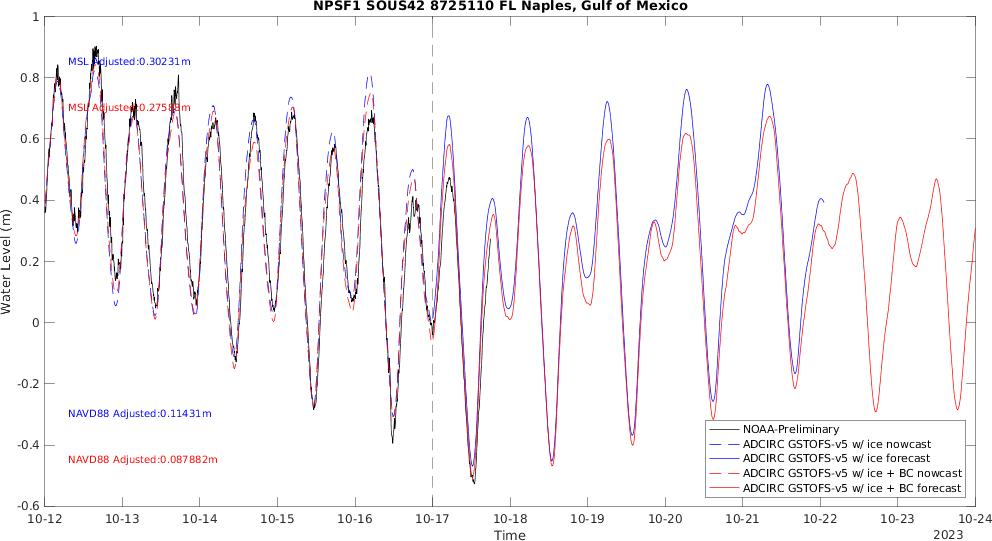 NPSF1 SOUS42 8725110 FL Naples, Gulf of Mexico
1
0.8
0.6
0.4
0.2
0
-0.2
-0.4
-0.6
Water Level (m)
MSL Adjusted:0.30231m
MSL Adjusted:0.27588m
NAVD88 Adjusted:0.11431m
NAVD88 Adjusted:0.087882m
NOAA-Preliminary
ADCIRC GSTOFS-v5 w/ ice nowcast
ADCIRC GSTOFS-v5 w/ ice forecast
ADCIRC GSTOFS-v5 w/ ice + BC nowcast
ADCIRC GSTOFS-v5 w/ ice + BC forecast
10-12 10-13 10-14 10-15 10-16 10-17 10-18 10-19 10-20 10-21 10-22 10-23 10-24
Time
2023